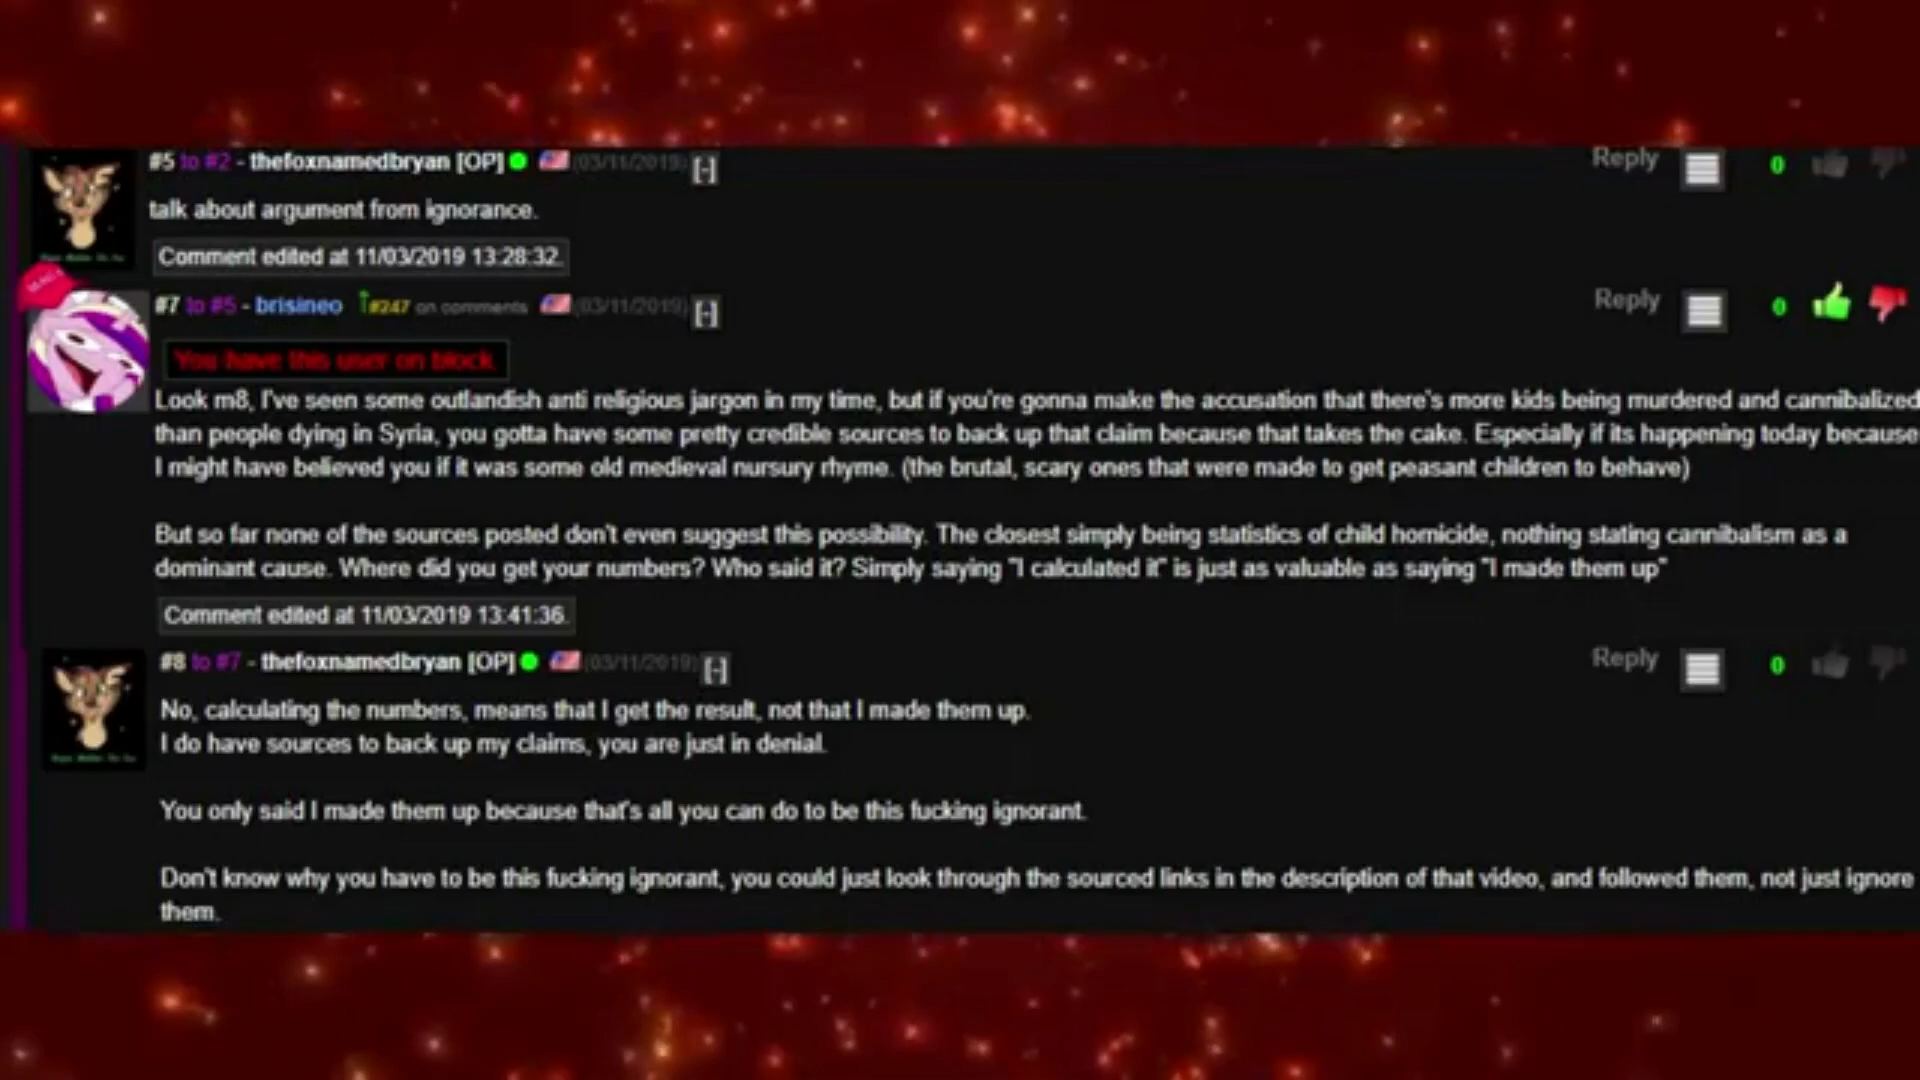 #5 to #2 - thefoxnamedbryan [OP] (03/11/2019) [-] Reply 0
talk about argument from ignorance.
Comment edited at 11/03/2019 13:28:32.
#7 to #5 - brisineo #247 on comments (03/11/2019) [-] Reply 0
You have this user on block
Look m8, I've seen some outlandish anti religious jargon in my time, but if you're gonna make the accusation that there's more kids being murdered and cannibalized
than people dying in Syria, you gotta have some pretty credible sources to back up that claim because that takes the cake. Especially if its happening today because
I might have believed you if it was some old medieval nursury rhyme. (the brutal, scary ones that were made to get peasant children to behave)
But so far none of the sources posted don't even suggest this possibility. The closest simply being statistics of child homicide, nothing stating cannibalism as a
dominant cause. Where did you get your numbers? Who said it? Simply saying "I calculated it" is just as valuable as saying "I made them up"
Comment edited at 11/03/2019 13:41:36.
#8 to #7 - thefoxnamedbryan [OP] (03/11/2019) [-] Reply 0
No, calculating the numbers, means that I get the result, not that I made them up.
I do have sources to back up my claims, you are just in denial.
You only said I made them up because that's all you can do to be this fucking ignorant.
Don't know why you have to be this fucking ignorant, you could just look through the sourced links in the description of that video, and followed them, not just ignore
them.